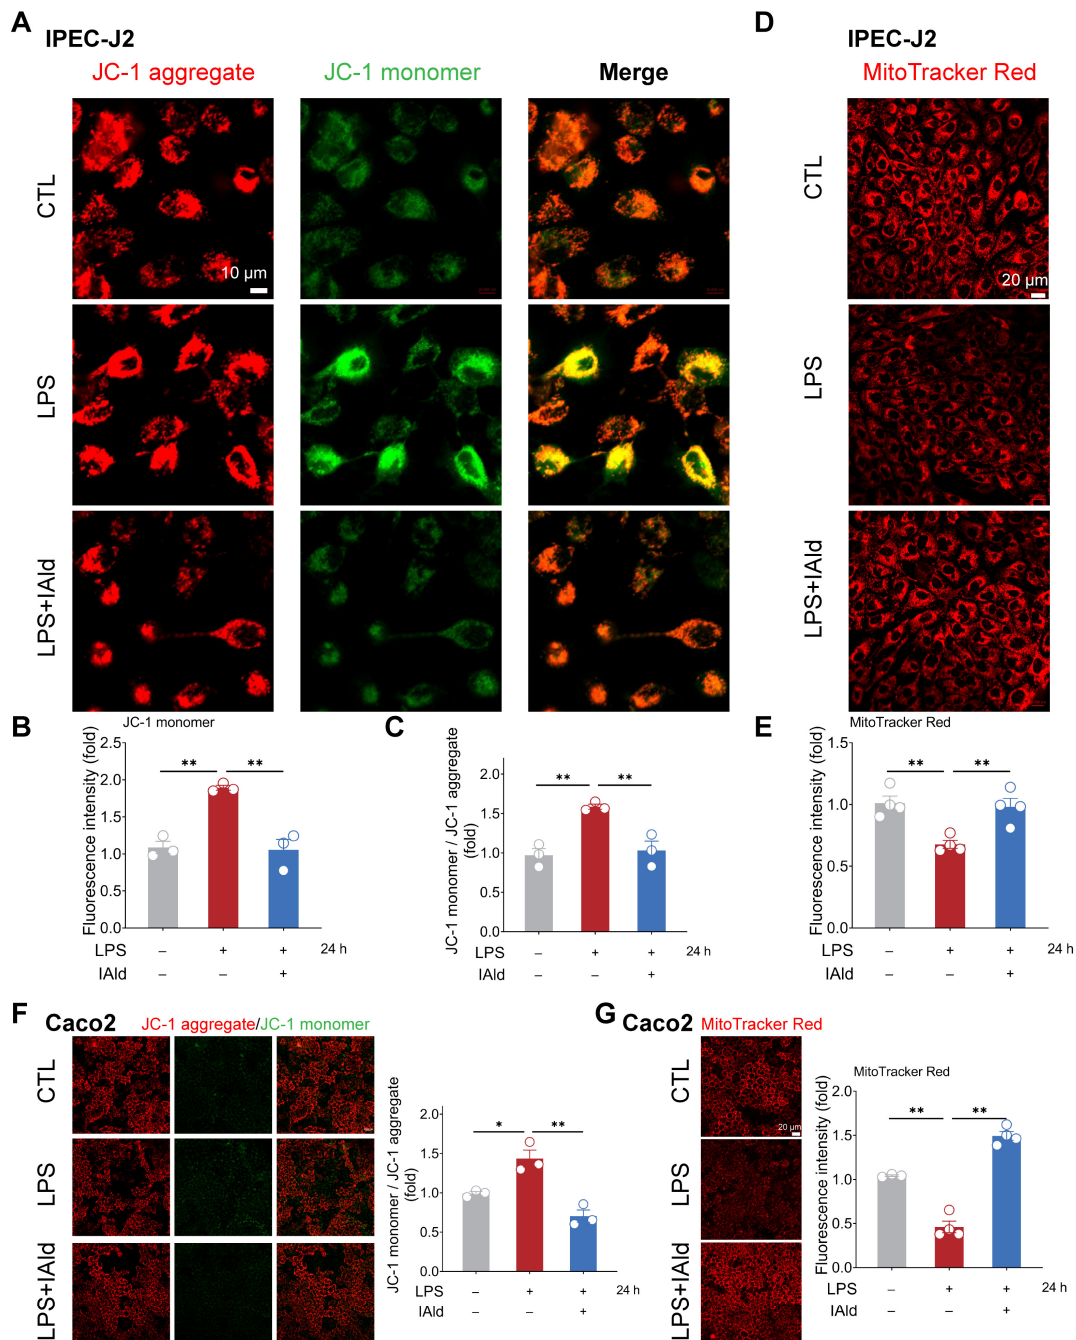 A
IPEC-J2
JC-1 aggregate
JC-1 monomer
Merge
CTL
10 µm
LPS
LPS+IAld
D
IPEC-J2
MitoTracker Red
CTL
20 µm
LPS
LPS+IAld
B
JC-1 monomer
Fluorescence intensity (fold)
2.5
2.0
1.5
1.0
0.5
0.0
** **
LPS – + + 24 h
IAld – – +
C
JC-1 monomer / JC-1 aggregate
(fold)
2.0
1.5
1.0
0.5
0.0
** **
LPS – + + 24 h
IAld – – +
E
MitoTracker Red
Fluorescence intensity (fold)
1.5
1.0
0.5
0.0
** **
LPS – + + 24 h
IAld – – +
F
Caco2
JC-1 aggregate/JC-1 monomer
CTL
LPS
LPS+IAld
JC-1 monomer / JC-1 aggregate
(fold)
2.0
1.5
1.0
0.5
0.0
* **
LPS – + + 24 h
IAld – – +
G
Caco2
MitoTracker Red
CTL
20 µm
LPS
LPS+IAld
MitoTracker Red
Fluorescence intensity (fold)
2.0
1.5
1.0
0.5
0.0
** **
LPS – + + 24 h
IAld – – +